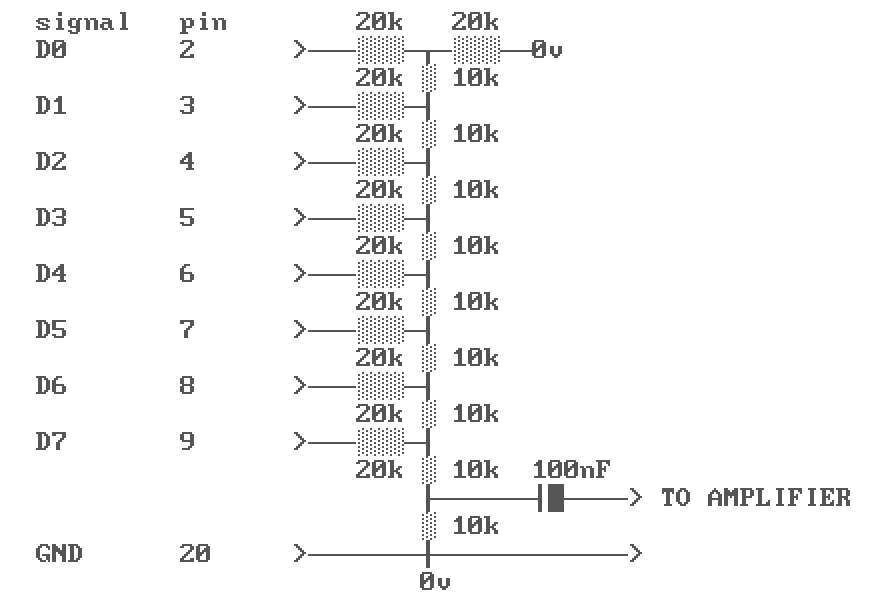 signal pin 20k 20k
D0 2 > 0v
20k 10k
D1 3 >
20k 10k
D2 4 >
20k 10k
D3 5 >
20k 10k
D4 6 >
20k 10k
D5 7 >
20k 10k
D6 8 >
20k 10k
D7 9 >
20k 10k 100nF
> TO AMPLIFIER
10k
GND 20 > >
0v